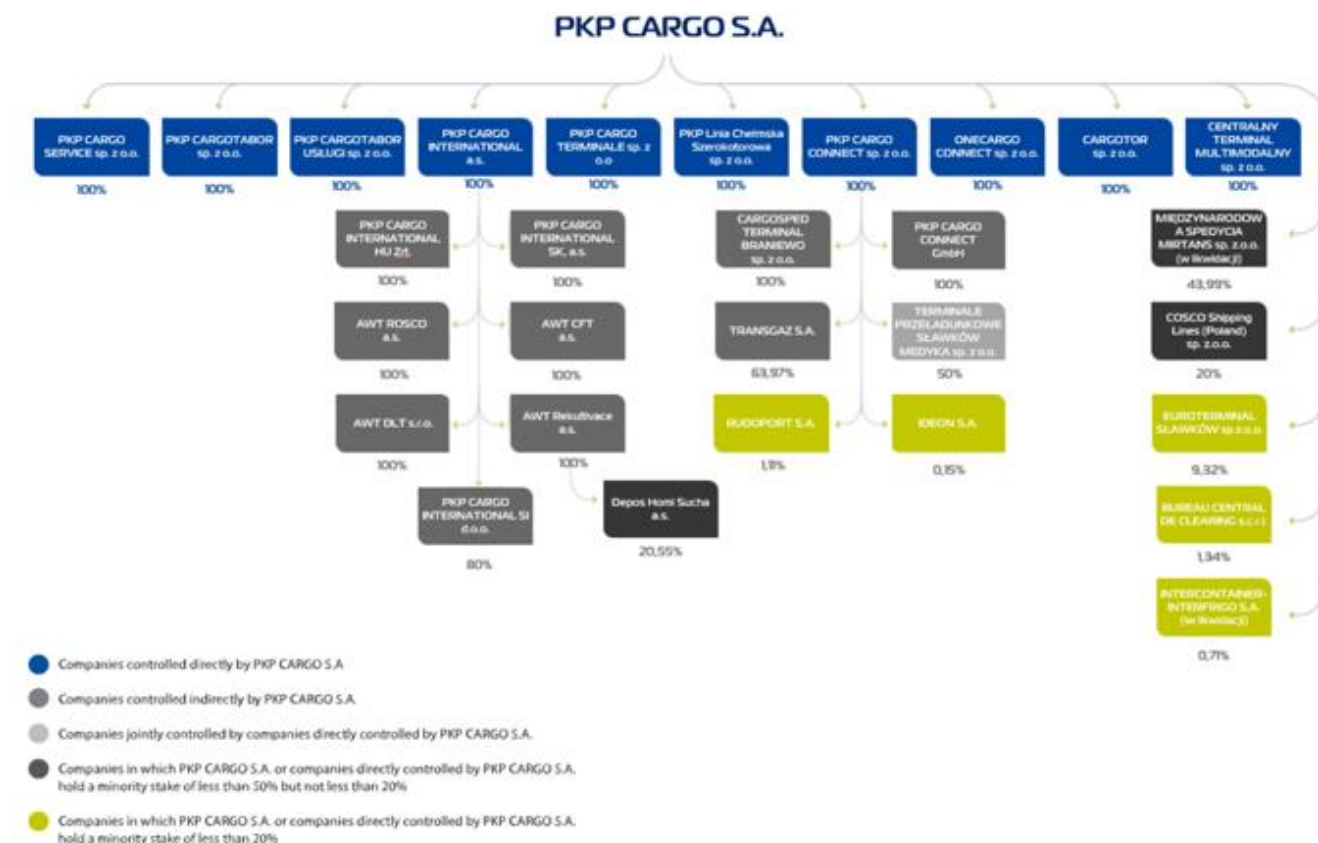 PKP CARGO S.A.
PKP CARGO
SERVICE sp. z o.o.
100%
PKP CARGOTABOR
sp. z o.o.
100%
PKP CARGOTABOR
USŁUGI sp. z o.o.
100%
PKP CARGO
INTERNATIONAL
a.s.
100%
PKP CARGO
TERMINALE sp. z
o.o
100%
PKP Linia Chełmska
Szerokotorowa
sp. z o.o.
100%
PKP CARGO
CONNECT sp. z o.o.
100%
ONECARGO
CONNECT sp. z o.o.
100%
CARGOTOR
sp. z o.o.
100%
CENTRALNY
TERMINAL
MULTIMODALNY
sp. z o.o.
100%
PKP CARGO
INTERNATIONAL
HU Zrt.
100%
PKP CARGO
INTERNATIONAL
SK, a.s.
100%
CARGOSPED
TERMINAL
BRANIEWO
sp. z o.o.
100%
PKP CARGO
CONNECT
GmbH
100%
MIĘDZYNARODOW
A SPEDYCJA
MIRTANS sp. z.o.o.
(w likwidacji)
43,99%
AWT ROSCO
a.s.
100%
AWT CFT
a.s.
100%
TRANSGAZ S.A.
63,97%
TERMINALE
PRZEŁADUNKOWE
SŁAWKÓW
MEDYKA sp. z o.o.
50%
COSCO Shipping
Lines (Poland)
sp. z.o.o.
20%
AWT DLT s.r.o.
100%
AWT Rekultivace
a.s.
100%
RUDOPORT S.A.
1,11%
IDEON S.A.
0,15%
EUROTERMINAL
SŁAWKÓW sp.z.o.o.
9,32%
PKP CARGO
INTERNATIONAL SI
d.o.o.
80%
Depos Horni Sucha
a.s.
20,55%
BUREAU CENTRAL
DE CLEARING s.c.r.l
1,34%
INTERCONTAINER-
INTERFRIGO S.A.
(w likwidacji)
0,71%
Companies controlled directly by PKP CARGO S.A
Companies controlled indirectly by PKP CARGO S.A.
Companies jointly controlled by companies directly controlled by PKP CARGO S.A.
Companies in which PKP CARGO S.A. or companies directly controlled by PKP CARGO S.A.
hold a minority stake of less than 50% but not less than 20%
Companies in which PKP CARGO S.A. or companies directly controlled by PKP CARGO S.A.
hold a minority stake of less than 20%